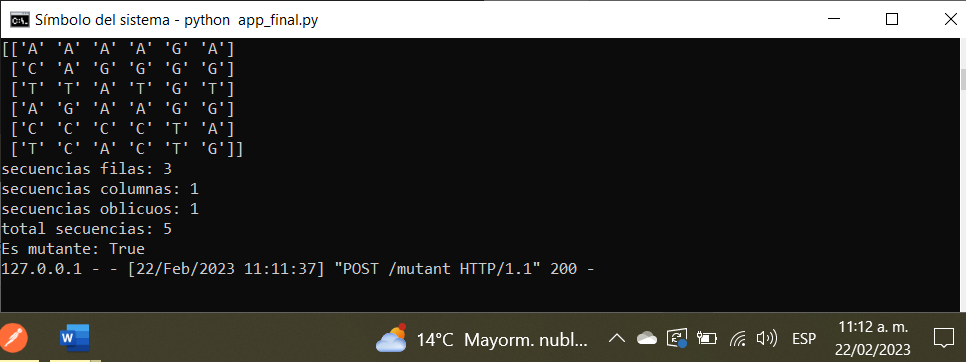 Símbolo del sistema - python  app_final.py
[['A' 'A' 'A' 'A' 'G' 'A']
 ['C' 'A' 'G' 'G' 'G' 'G']
 ['T' 'T' 'A' 'T' 'G' 'T']
 ['A' 'G' 'A' 'A' 'G' 'G']
 ['C' 'C' 'C' 'C' 'T' 'A']
 ['T' 'C' 'A' 'C' 'T' 'G']]
secuencias filas: 3
secuencias columnas: 1
secuencias oblicuos: 1
total secuencias: 5
Es mutante: True
127.0.0.1 - - [22/Feb/2023 11:11:37] "POST /mutant HTTP/1.1" 200 -
W 14°C Mayorm. nubl... ESP 11:12 a. m.
22/02/2023